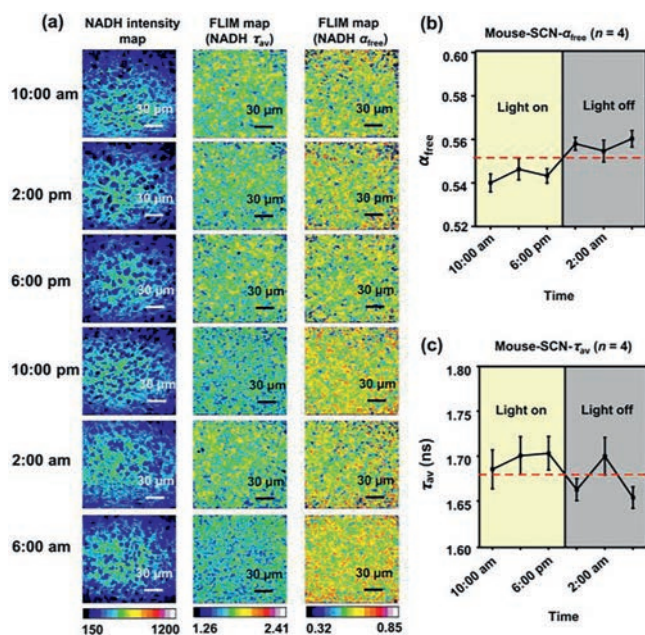 (a)
NADH intensity map
FLIM map (NADH τav)
FLIM map (NADH αfree)
10:00 am
30 μm
30 μm
30 μm
2:00 pm
30 μm
30 μm
30 μm
6:00 pm
30 μm
30 μm
30 μm
10:00 pm
30 μm
30 μm
30 μm
2:00 am
30 μm
30 μm
30 μm
6:00 am
30 μm
30 μm
30 μm
150 1200
1.26 2.41
0.32 0.85
(b)
Mouse-SCN-αfree (n = 4)
0.60
0.58
0.56
0.54
0.52
αfree
Light on
Light off
10:00 am
6:00 pm
2:00 am
Time
(c)
Mouse-SCN-τav (n = 4)
1.80
1.75
1.70
1.65
1.60
τav (ns)
Light on
Light off
10:00 am
6:00 pm
2:00 am
Time